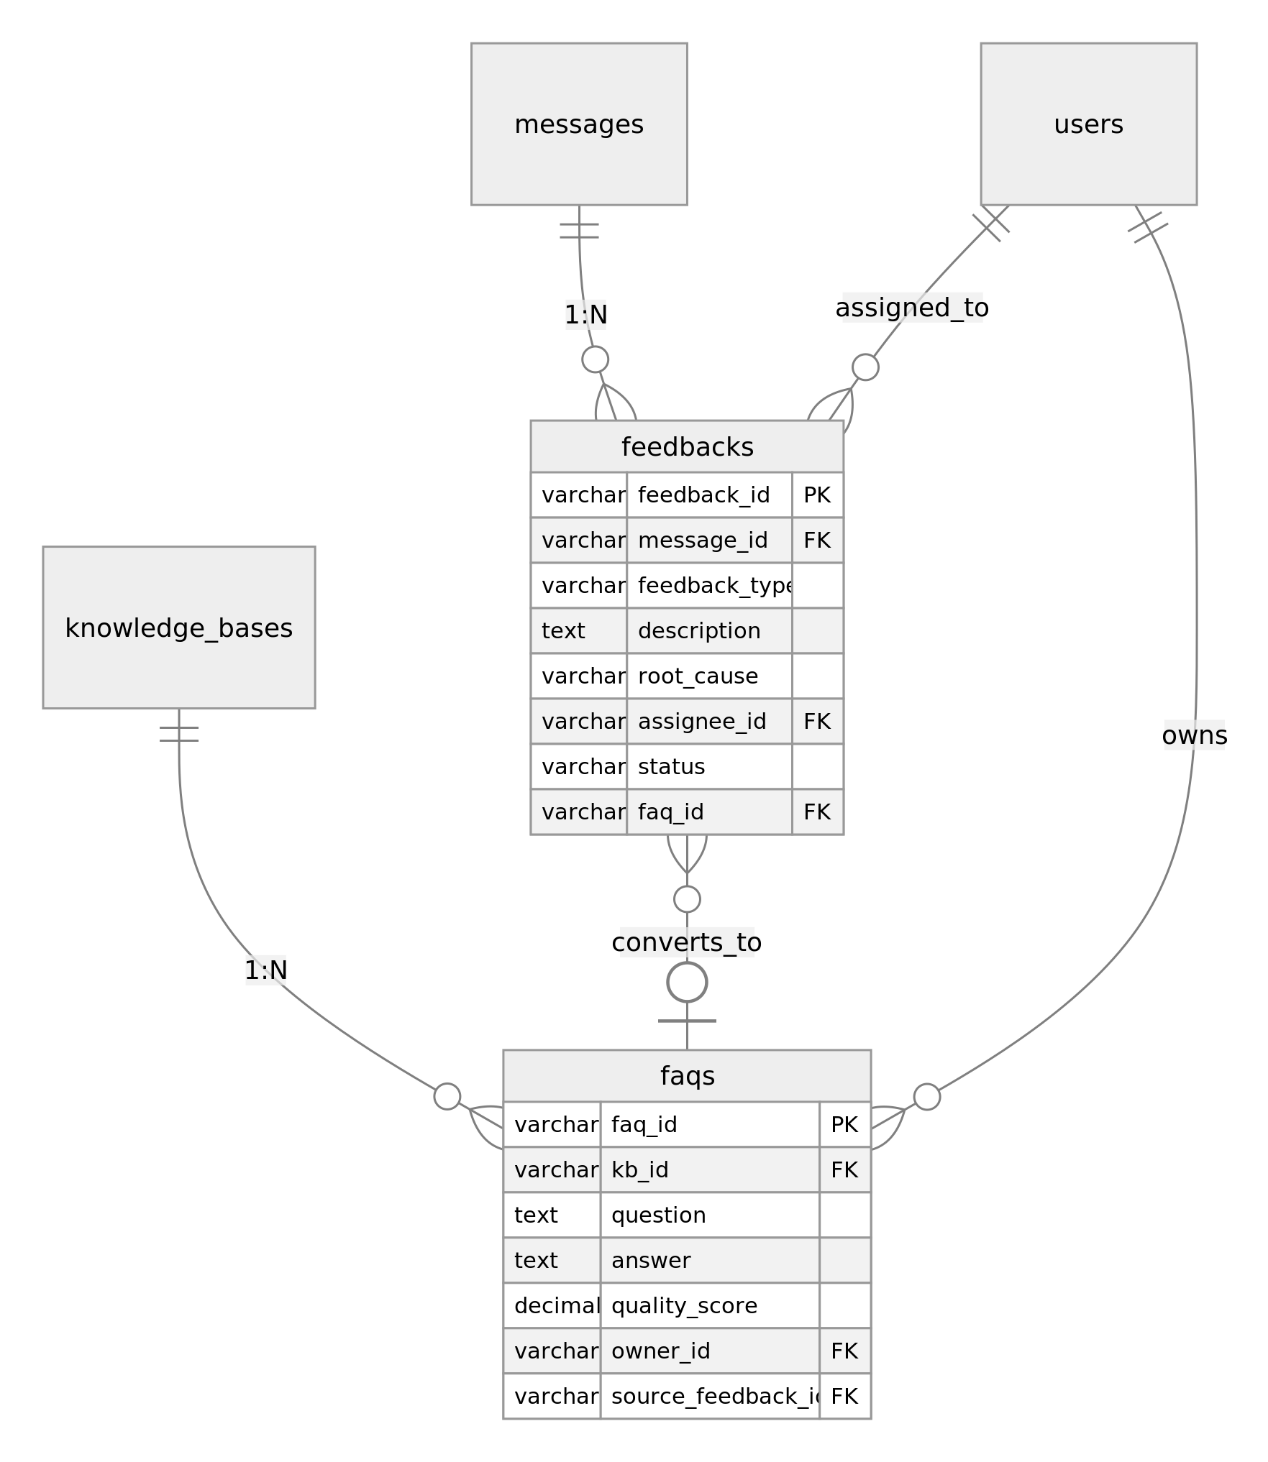 messages
users
1:N
assigned_to
feedbacks
varchar feedback_id PK
varchar message_id FK
varchar feedback_type
text description
varchar root_cause
varchar assignee_id FK
varchar status
varchar faq_id FK
knowledge_bases
owns
converts_to
1:N
faqs
varchar faq_id PK
varchar kb_id FK
text question
text answer
decimal quality_score
varchar owner_id FK
varchar source_feedback_id FK